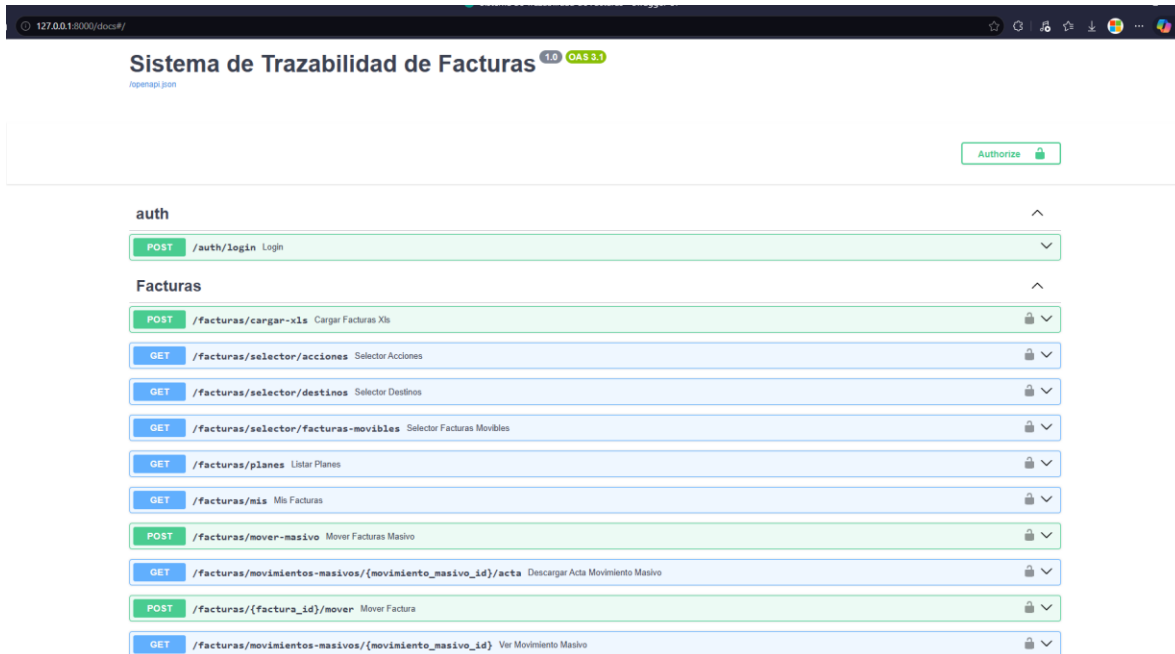 127.0.0.1:8000/docs#/
Sistema de Trazabilidad de Facturas 1.0 OAS 3.1
/openapi.json
Authorize
auth
POST /auth/login Login
Facturas
POST /facturas/cargar-xls Cargar Facturas Xls
GET /facturas/selector/acciones Selector Acciones
GET /facturas/selector/destinos Selector Destinos
GET /facturas/selector/facturas-movibles Selector Facturas Movibles
GET /facturas/planes Listar Planes
GET /facturas/mis Mis Facturas
POST /facturas/mover-masivo Mover Facturas Masivo
GET /facturas/movimientos-masivos/{movimiento_masivo_id}/acta Descargar Acta Movimiento Masivo
POST /facturas/{factura_id}/mover Mover Factura
GET /facturas/movimientos-masivos/{movimiento_masivo_id} Ver Movimiento Masivo